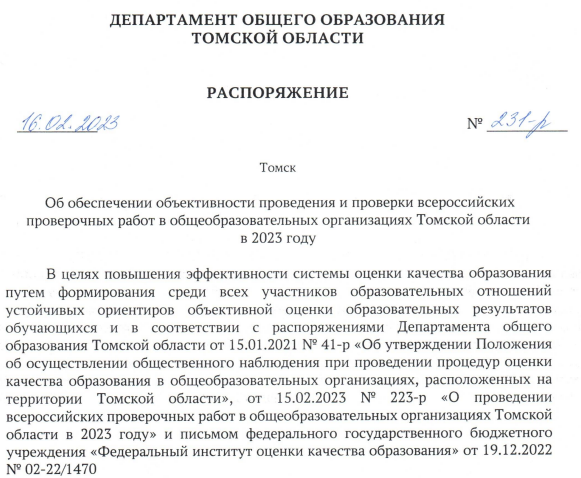 ДЕПАРТАМЕНТ ОБЩЕГО ОБРАЗОВАНИЯ
ТОМСКОЙ ОБЛАСТИ
РАСПОРЯЖЕНИЕ
16.02.2023 № 231-р
Томск
Об обеспечении объективности проведения и проверки всероссийских
проверочных работ в общеобразовательных организациях Томской области
в 2023 году
В целях повышения эффективности системы оценки качества образования
путем формирования среди всех участников образовательных отношений
устойчивых ориентиров объективной оценки образовательных результатов
обучающихся и в соответствии с распоряжениями Департамента общего
образования Томской области от 15.01.2021 № 41-р «Об утверждении Положения
об осуществлении общественного наблюдения при проведении процедур оценки
качества образования в общеобразовательных организациях, расположенных на
территории Томской области», от 15.02.2023 № 223-р «О проведении
всероссийских проверочных работ в общеобразовательных организациях Томской
области в 2023 году» и письмом федерального государственного бюджетного
учреждения «Федеральный институт оценки качества образования» от 19.12.2022
№ 02-22/1470